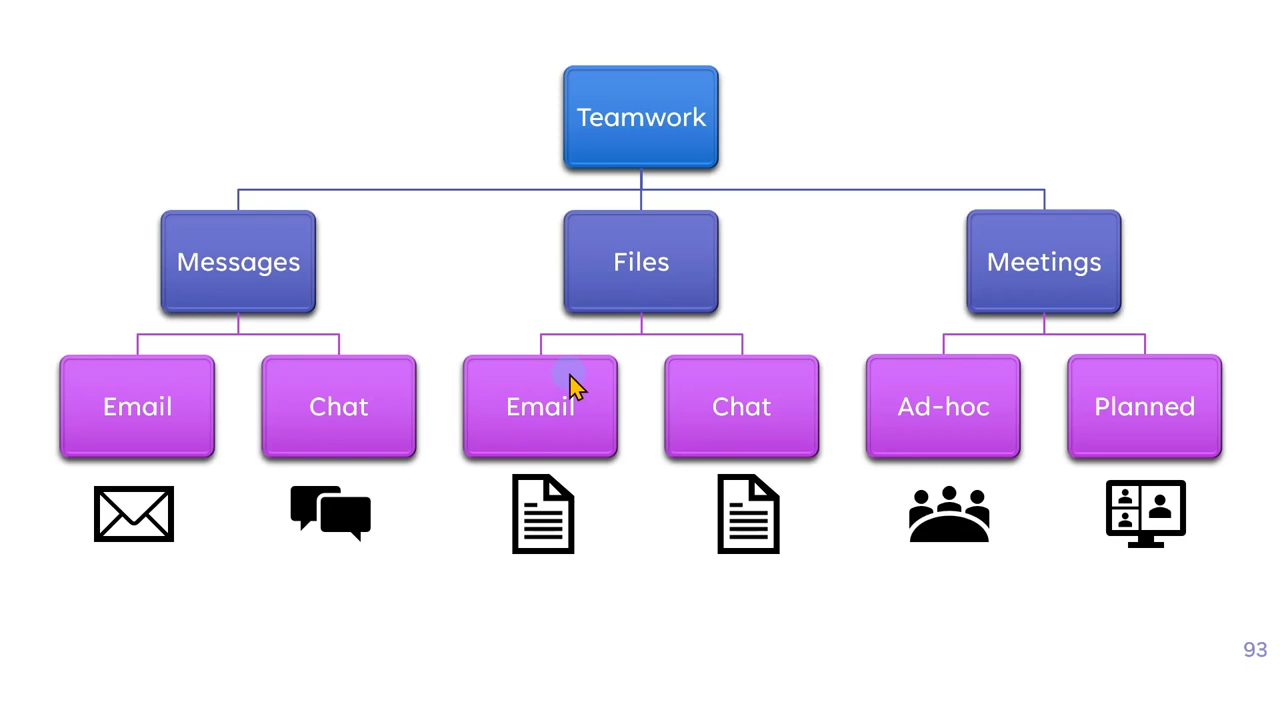 Teamwork
Messages
Files
Meetings
Email
Chat
Email
Chat
Ad-hoc
Planned
93